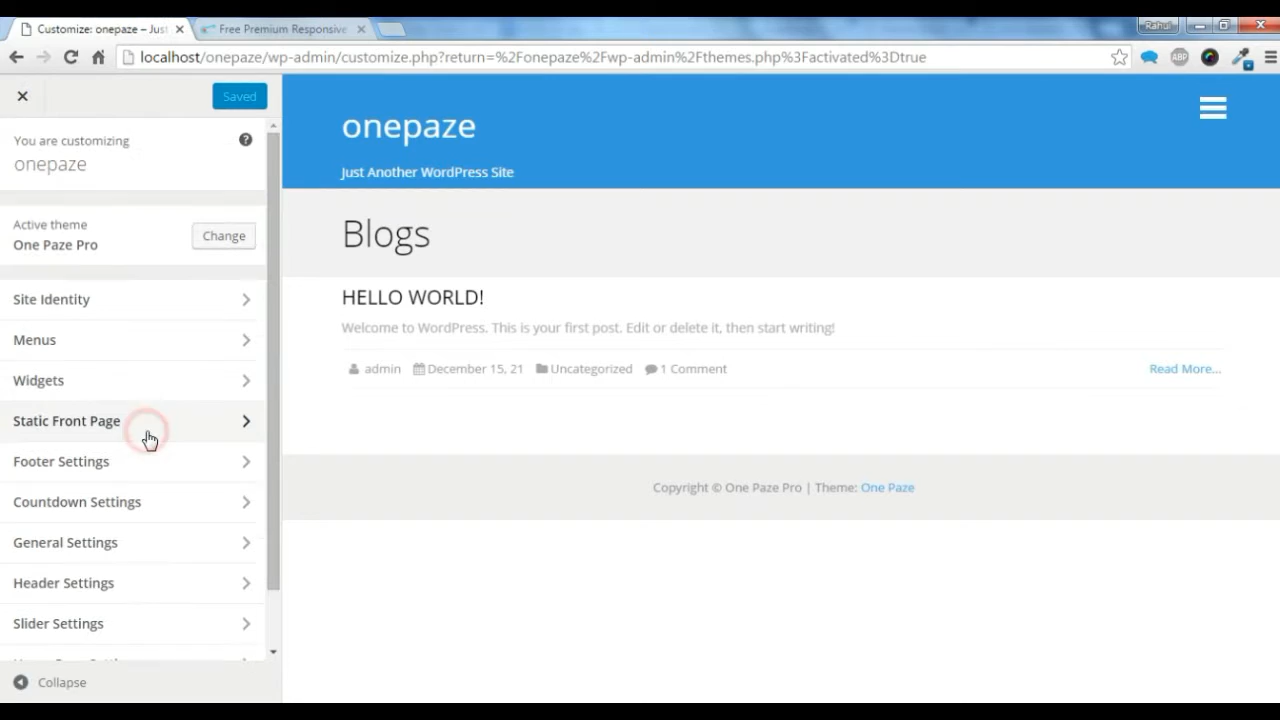 Customize: onepaze – Just
Free Premium Responsive
Rahul
localhost/onepaze/wp-admin/customize.php?return=%2Fonepaze%2Fwp-admin%2Fthemes.php%3Factivated%3Dtrue
ABP
Saved
You are customizing
onepaze
Active theme
One Paze Pro
Change
Site Identity
Menus
Widgets
Static Front Page
Footer Settings
Countdown Settings
General Settings
Header Settings
Slider Settings
Collapse
onepaze
Just Another WordPress Site
Blogs
HELLO WORLD!
Welcome to WordPress. This is your first post. Edit or delete it, then start writing!
admin December 15, 21 Uncategorized 1 Comment Read More...
Copyright © One Paze Pro | Theme: One Paze